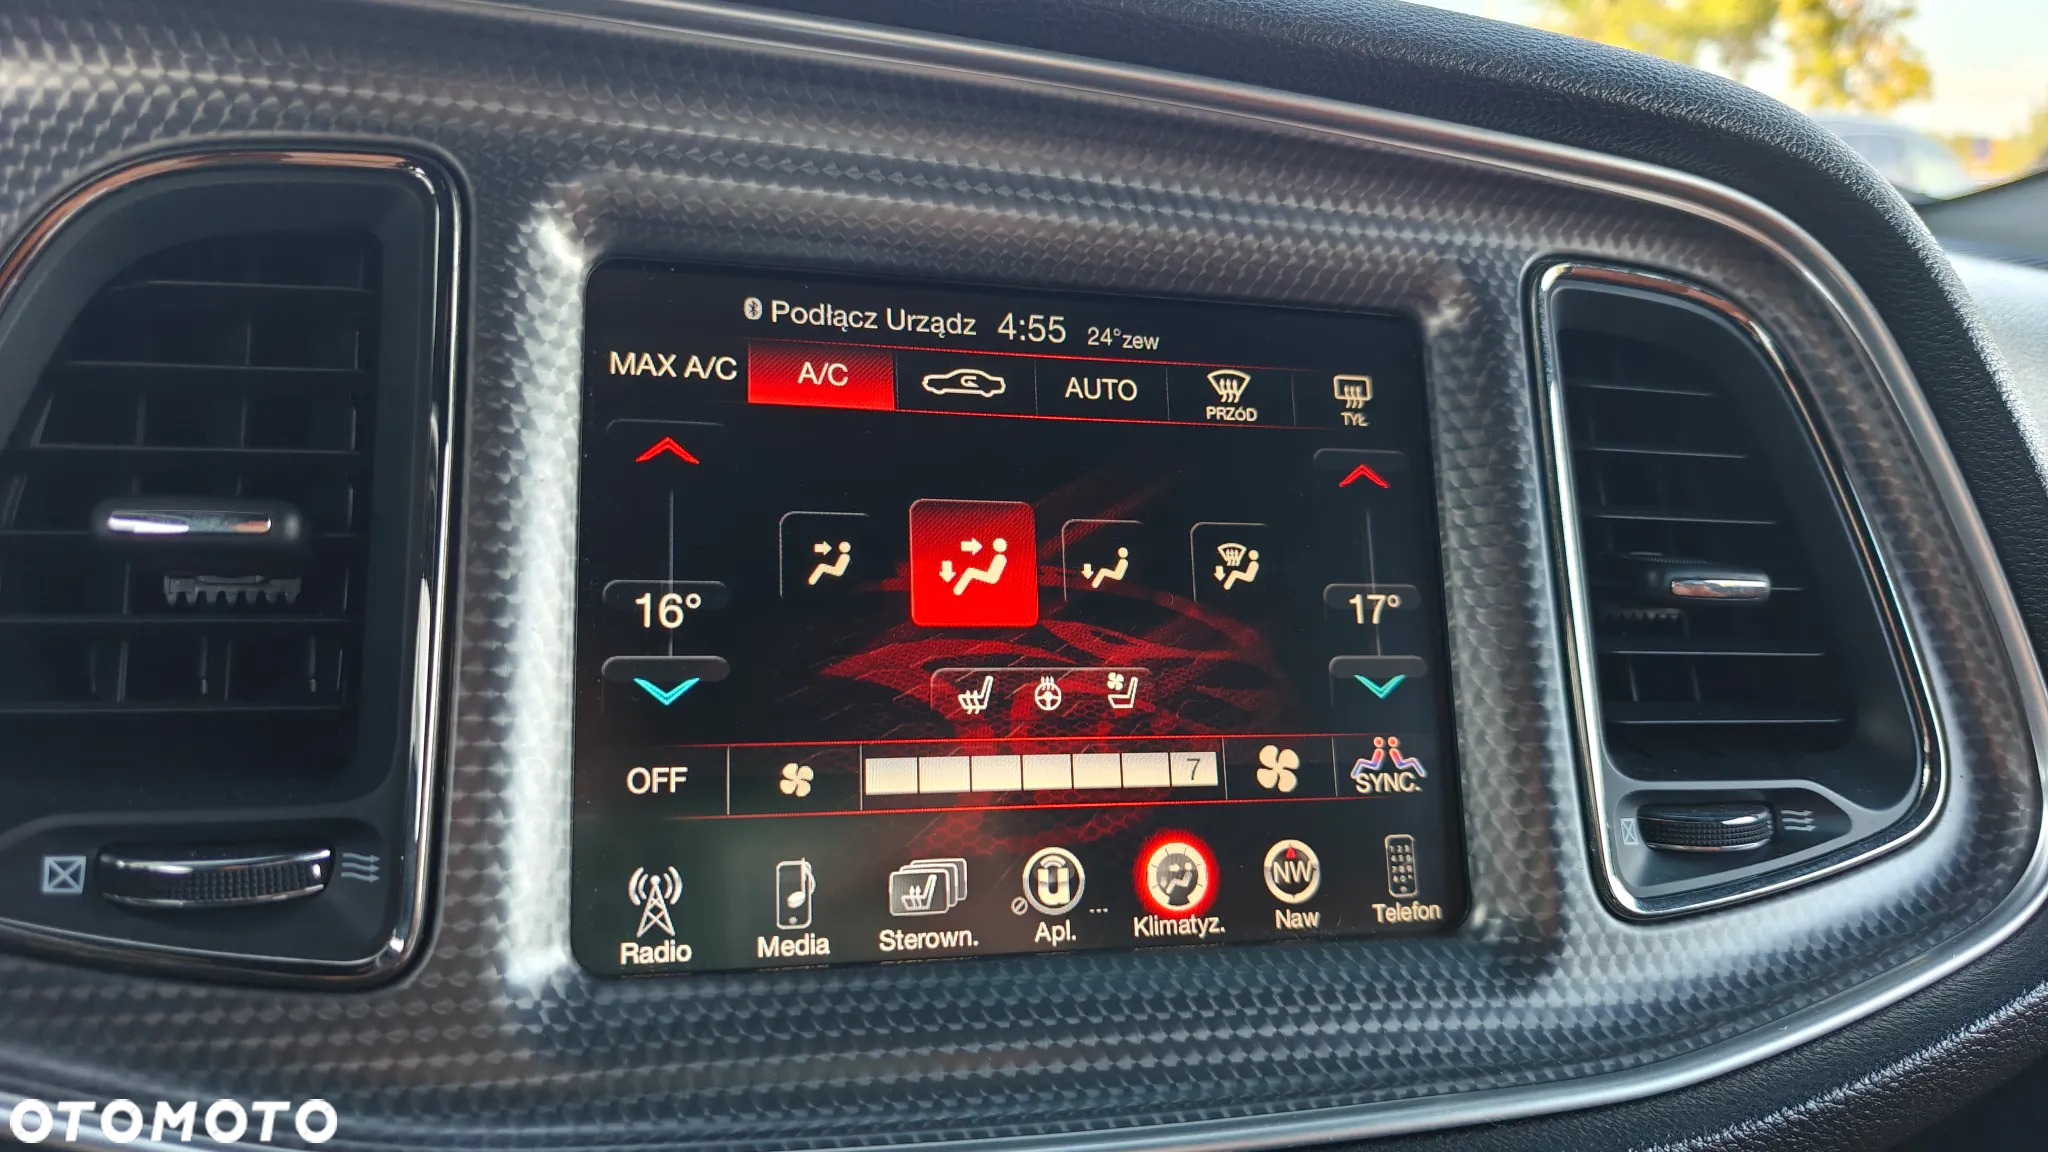 Podłącz Urządz 4:55 24°zew
MAX A/C A/C AUTO PRZÓD TYŁ
16° 17°
OFF 7 SYNC.
Radio Media Sterown. Apl. ... Klimatyz. NW Naw Telefon
OTOMOTO